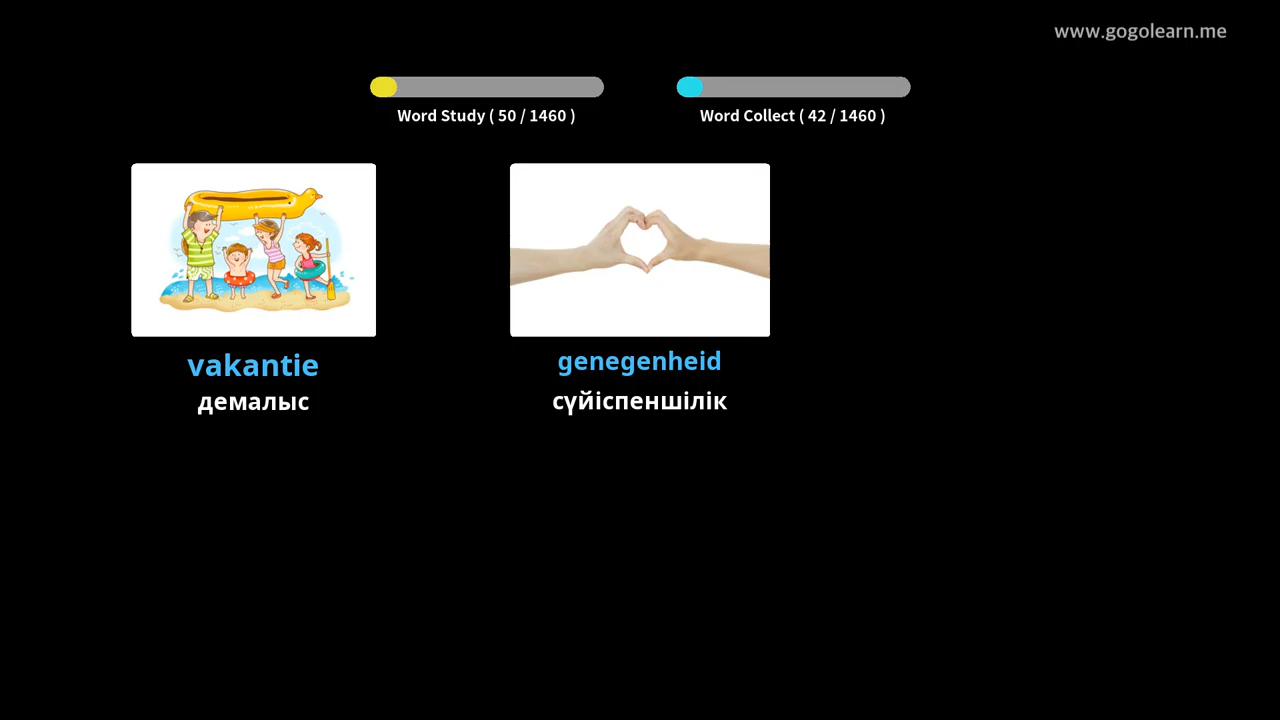 www.gogolearn.me
Word Study ( 50 / 1460 )
Word Collect ( 42 / 1460 )
vakantie
демалыс
genegenheid
сүйіспеншілік